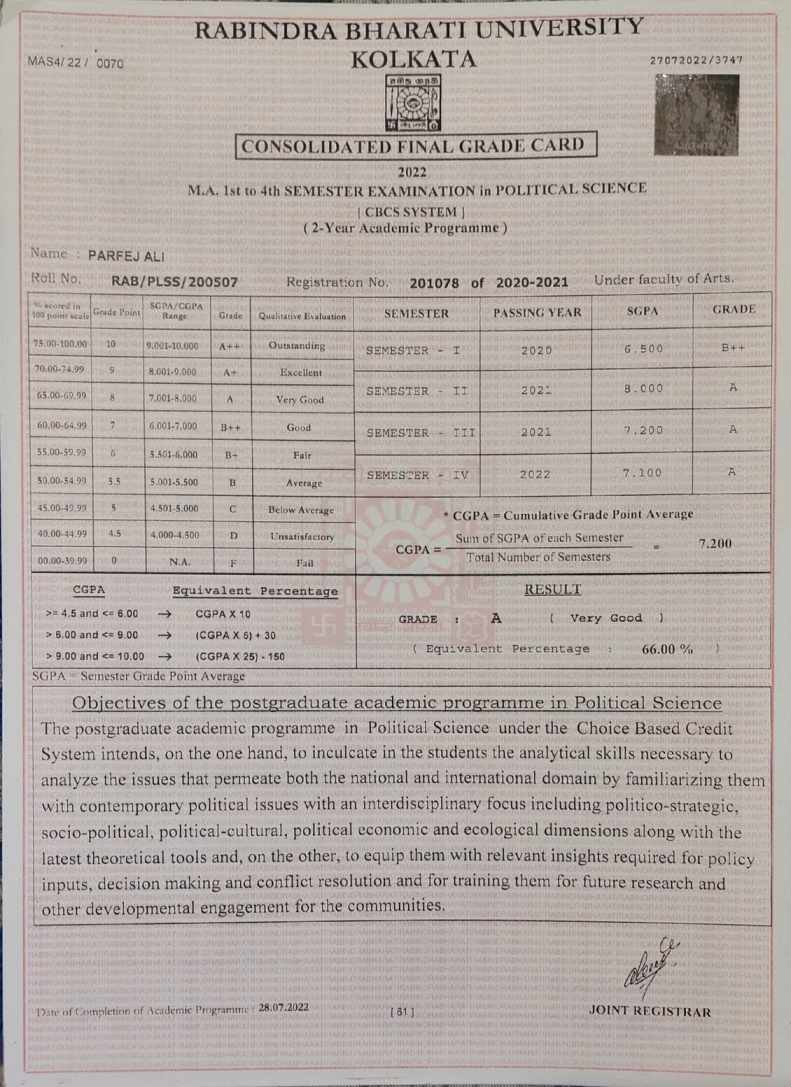 RABINDRA BHARATI UNIVERSITY
KOLKATA
MAS4/ 22 / 0070
27072022/3747
CONSOLIDATED FINAL GRADE CARD
2022
M.A. 1st to 4th SEMESTER EXAMINATION in POLITICAL SCIENCE
[ CBCS SYSTEM ]
( 2-Year Academic Programme )
Name : PARFEJ ALI
Roll No. RAB/PLSS/200507 Registration No. 201078 of 2020-2021 Under faculty of Arts.
% scored in 100 point scale Grade Point SGPA/CGPA Range Grade Qualitative Evaluation
75.00-100.00 10 9.001-10.000 A++ Outstanding
70.00-74.99 9 8.001-9.000 A+ Excellent
65.00-69.99 8 7.001-8.000 A Very Good
60.00-64.99 7 6.001-7.000 B++ Good
55.00-59.99 6 5.501-6.000 B+ Fair
50.00-54.99 5.5 5.001-5.500 B Average
45.00-49.99 5 4.501-5.000 C Below Average
40.00-44.99 4.5 4.000-4.500 D Unsatisfactory
00.00-39.99 0 N.A. F Fail
SEMESTER PASSING YEAR SGPA GRADE
SEMESTER - I 2020 6.500 B++
SEMESTER - II 2021 8.000 A
SEMESTER - III 2021 7.200 A
SEMESTER - IV 2022 7.100 A
* CGPA = Cumulative Grade Point Average
CGPA = Sum of SGPA of each Semester / Total Number of Semesters = 7.200
CGPA Equivalent Percentage
>= 4.5 and <= 6.00 → CGPA X 10
> 6.00 and <= 9.00 → (CGPA X 6) + 30
> 9.00 and <= 10.00 → (CGPA X 25) - 150
RESULT
GRADE : A ( Very Good )
( Equivalent Percentage : 66.00 % )
SGPA = Semester Grade Point Average
Objectives of the postgraduate academic programme in Political Science
The postgraduate academic programme in Political Science under the Choice Based Credit
System intends, on the one hand, to inculcate in the students the analytical skills necessary to
analyze the issues that permeate both the national and international domain by familiarizing them
with contemporary political issues with an interdisciplinary focus including politico-strategic,
socio-political, political-cultural, political economic and ecological dimensions along with the
latest theoretical tools and, on the other, to equip them with relevant insights required for policy
inputs, decision making and conflict resolution and for training them for future research and
other developmental engagement for the communities.
Date of Completion of Academic Programme : 28.07.2022
[ 61 ]
JOINT REGISTRAR